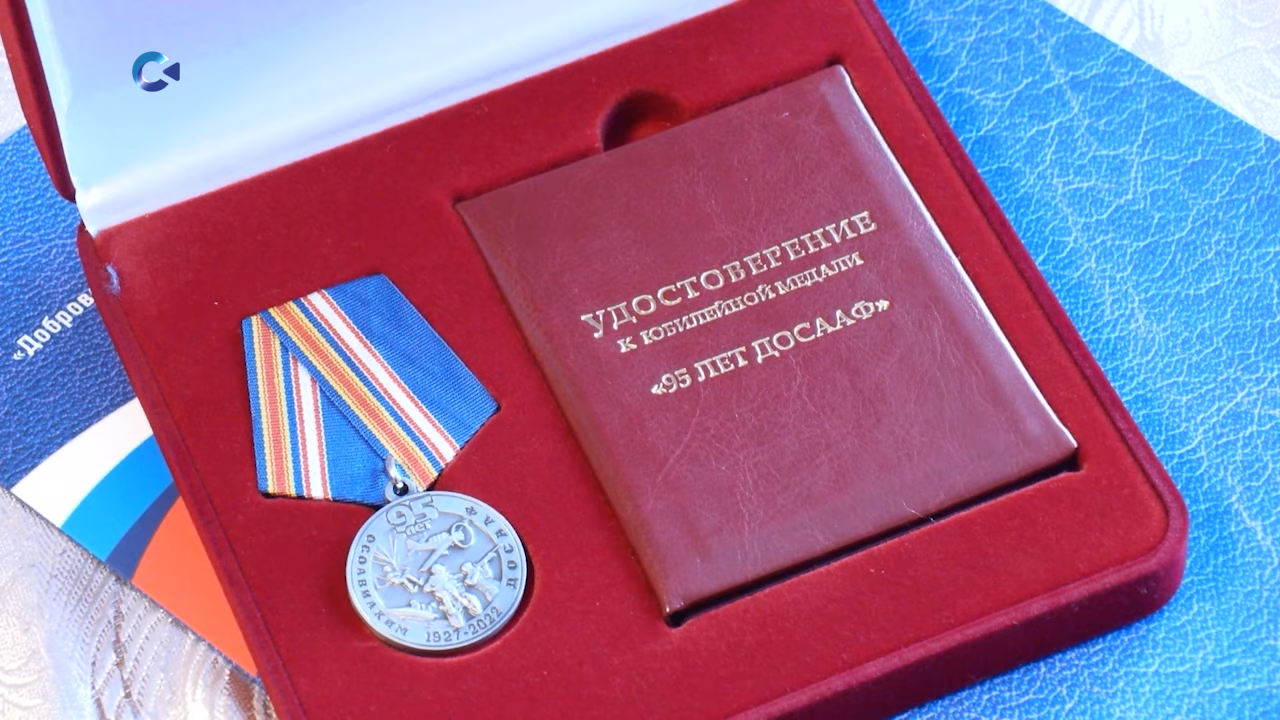 «Добров
УДОСТОВЕРЕНИЕ
К ЮБИЛЕЙНОЙ МЕДАЛИ
«95 ЛЕТ ДОСААФ»
95
ЛЕТ
ОСОАВИАХИМ
ДОСААФ
1927-2022